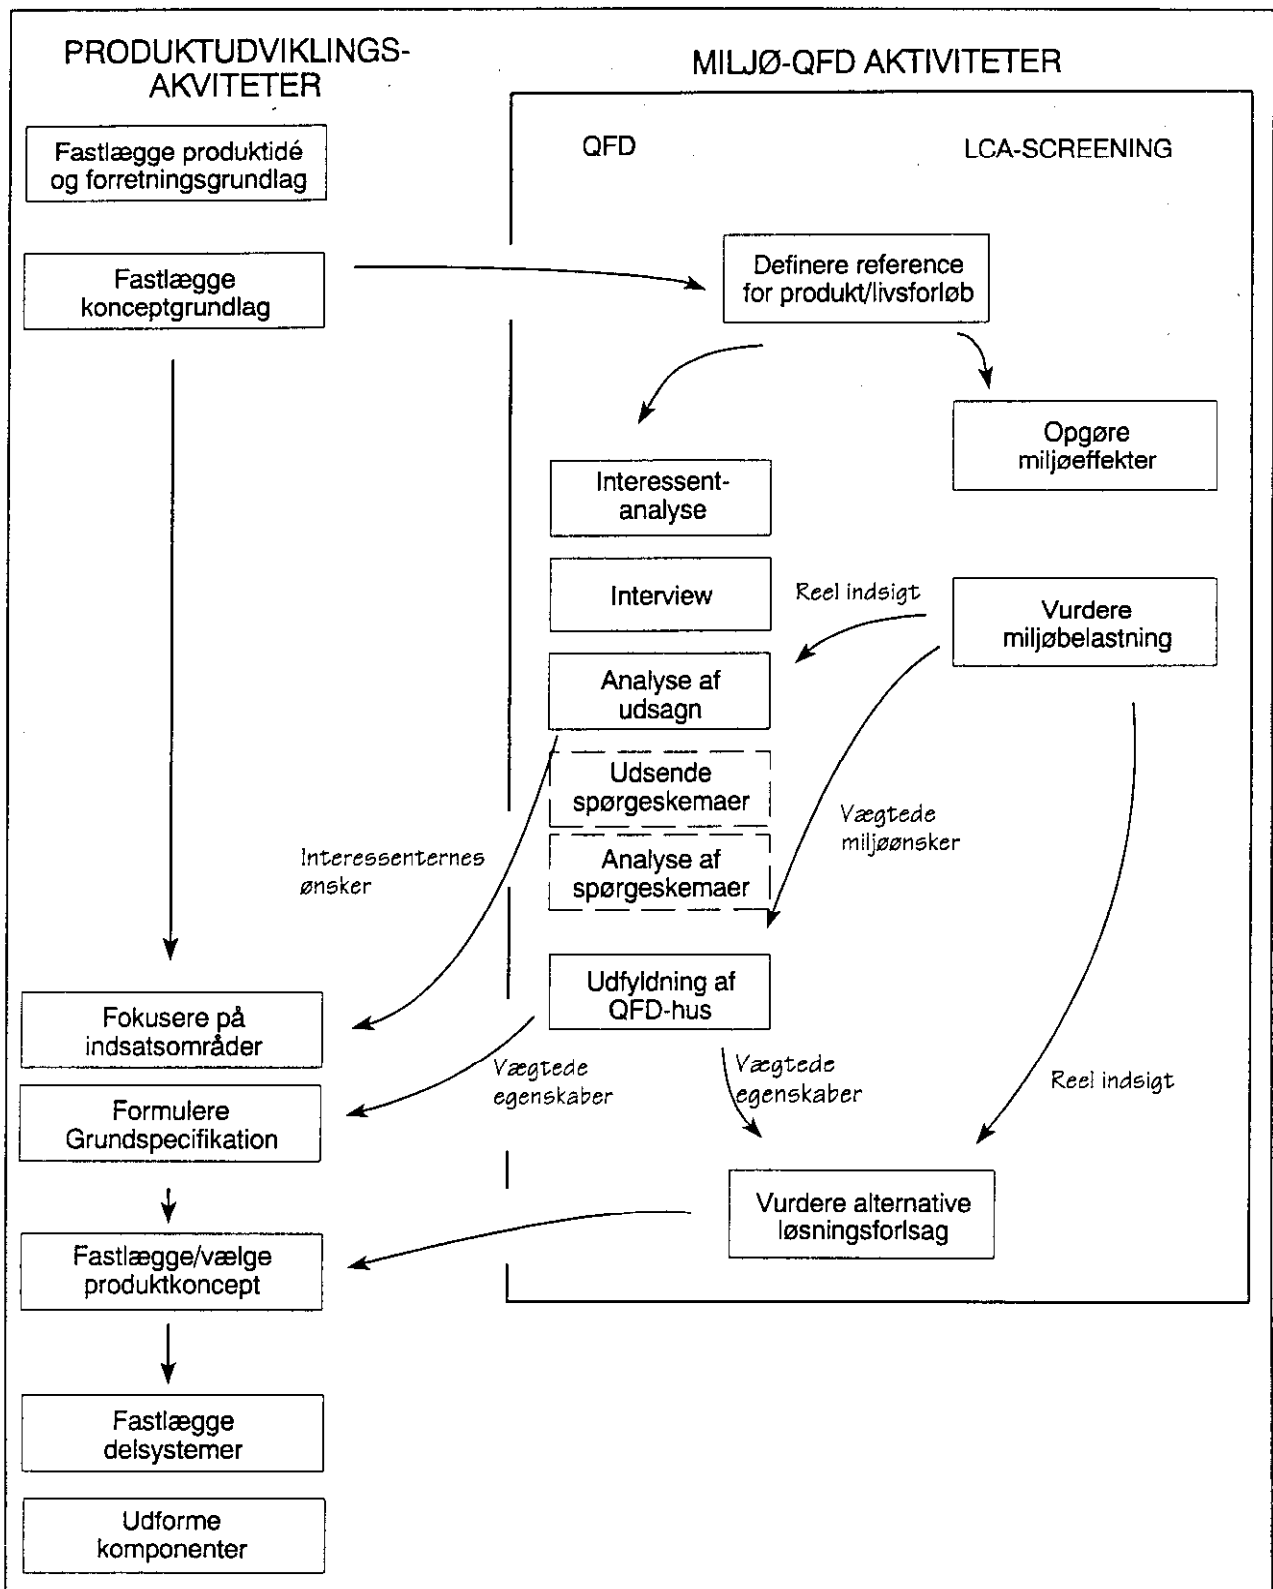 PRODUKTUDVIKLINGS-
AKVITETER
Fastlægge produktidé
og forretningsgrundlag
Fastlægge
konceptgrundlag
MILJØ-QFD AKTIVITETER
QFD
LCA-SCREENING
Definere reference
for produkt/livsforløb
Opgøre
miljøeffekter
Interessent-
analyse
Interview
Reel indsigt
Vurdere
miljøbelastning
Analyse af
udsagn
Udsende
spørgeskemaer
Vægtede
miljøønsker
Analyse af
spørgeskemaer
Interessenternes
ønsker
Udfyldning af
QFD-hus
Fokusere på
indsatsområder
Vægtede
egenskaber
Vægtede
egenskaber
Reel indsigt
Formulere
Grundspecifikation
Vurdere alternative
løsningsforlsag
Fastlægge/vælge
produktkoncept
Fastlægge
delsystemer
Udforme
komponenter